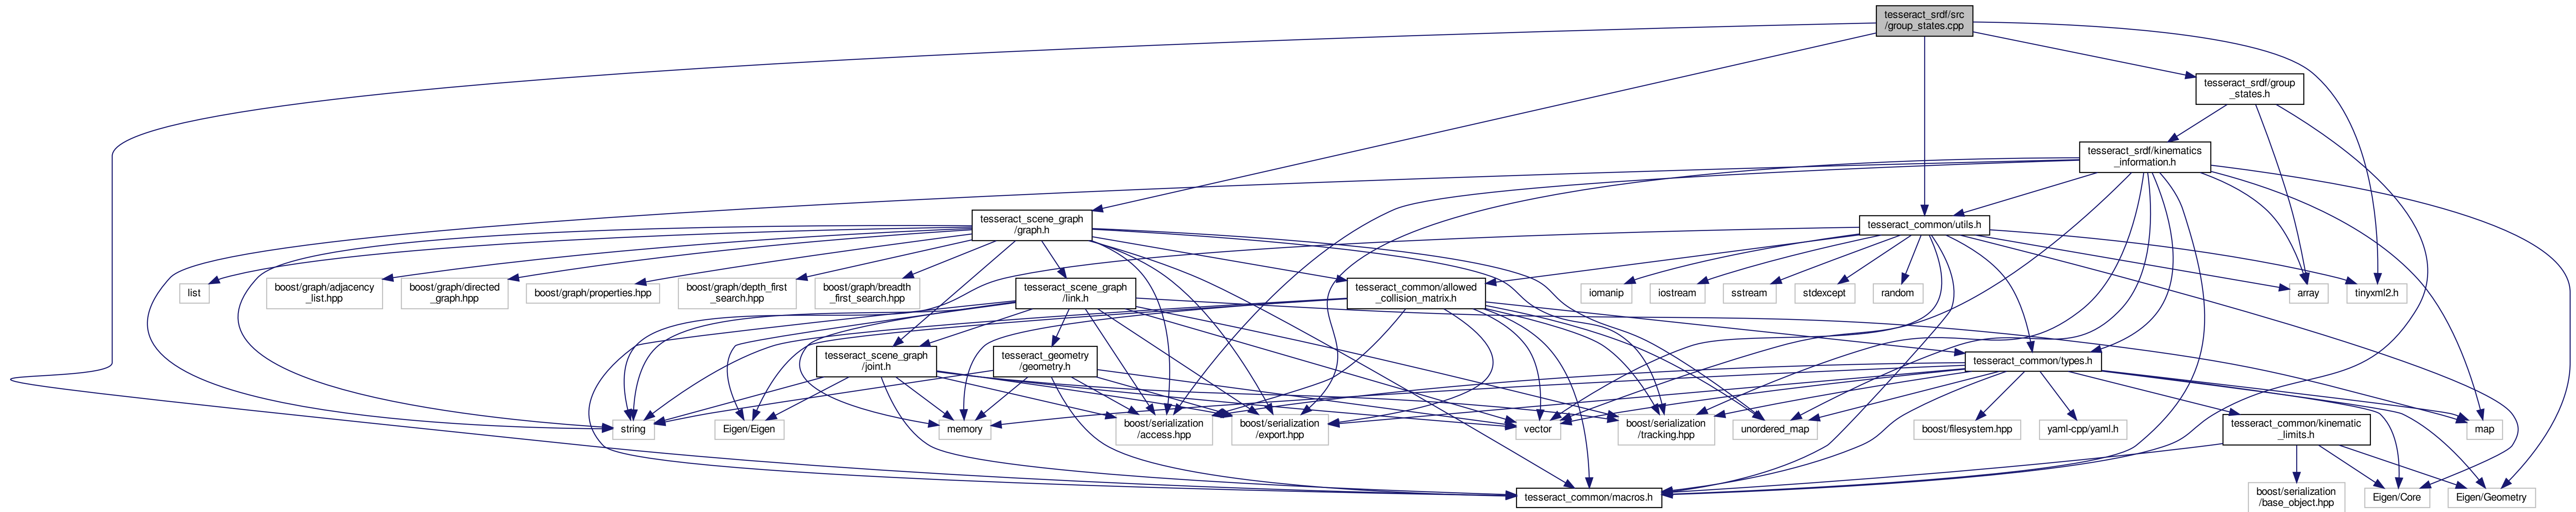 tesseract_srdf/src
/group_states.cpp
tesseract_srdf/group
_states.h
tesseract_srdf/kinematics
_information.h
tesseract_scene_graph
/graph.h
tesseract_common/utils.h
list
boost/graph/adjacency
_list.hpp
boost/graph/directed
_graph.hpp
boost/graph/properties.hpp
boost/graph/depth_first
_search.hpp
boost/graph/breadth
_first_search.hpp
tesseract_scene_graph
/link.h
tesseract_common/allowed
_collision_matrix.h
iomanip
iostream
sstream
stdexcept
random
array
tinyxml2.h
tesseract_scene_graph
/joint.h
tesseract_geometry
/geometry.h
tesseract_common/types.h
string
Eigen/Eigen
memory
boost/serialization
/access.hpp
boost/serialization
/export.hpp
vector
boost/serialization
/tracking.hpp
unordered_map
boost/filesystem.hpp
yaml-cpp/yaml.h
tesseract_common/kinematic
_limits.h
map
tesseract_common/macros.h
boost/serialization
/base_object.hpp
Eigen/Core
Eigen/Geometry